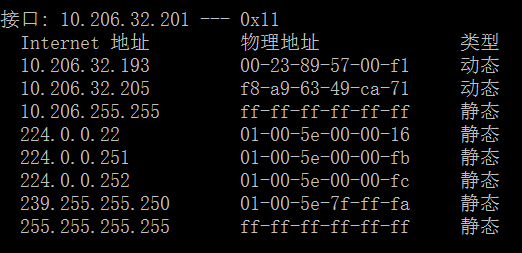 接口: 10.206.32.201 --- 0x11
Internet 地址 物理地址 类型
10.206.32.193 00-23-89-57-00-f1 动态
10.206.32.205 f8-a9-63-49-ca-71 动态
10.206.255.255 ff-ff-ff-ff-ff-ff 静态
224.0.0.22 01-00-5e-00-00-16 静态
224.0.0.251 01-00-5e-00-00-fb 静态
224.0.0.252 01-00-5e-00-00-fc 静态
239.255.255.250 01-00-5e-7f-ff-fa 静态
255.255.255.255 ff-ff-ff-ff-ff-ff 静态